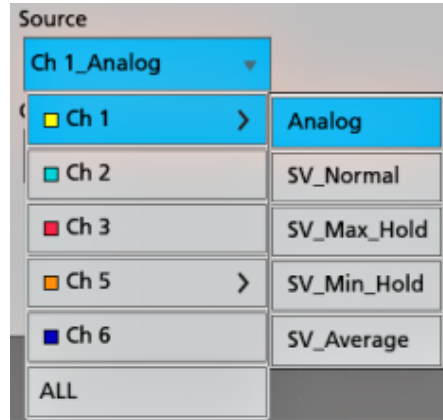 Source
Ch 1_Analog
Ch 1
Analog
Ch 2
SV_Normal
Ch 3
SV_Max_Hold
Ch 5
SV_Min_Hold
Ch 6
SV_Average
ALL